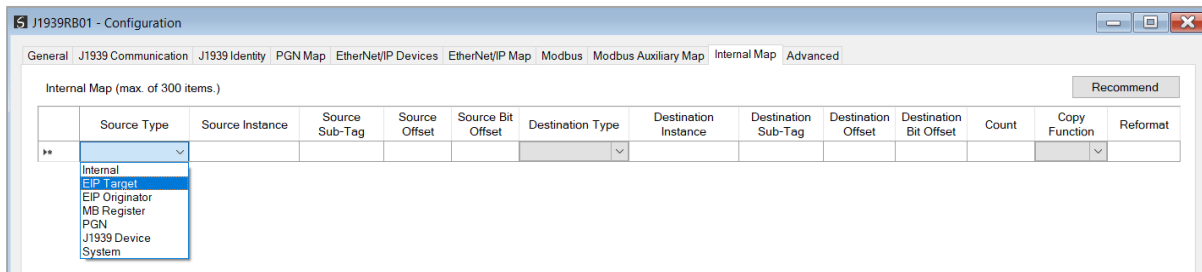 J1939RB01 - Configuration
General J1939 Communication J1939 Identity PGN Map EtherNet/IP Devices EtherNet/IP Map Modbus Modbus Auxiliary Map Internal Map Advanced
Internal Map (max. of 300 items.) Recommend
Source Type Source Instance Source Sub-Tag Source Offset Source Bit Offset Destination Type Destination Instance Destination Sub-Tag Destination Offset Destination Bit Offset Count Copy Function Reformat
Internal
EIP Target
EIP Originator
MB Register
PGN
J1939 Device
System